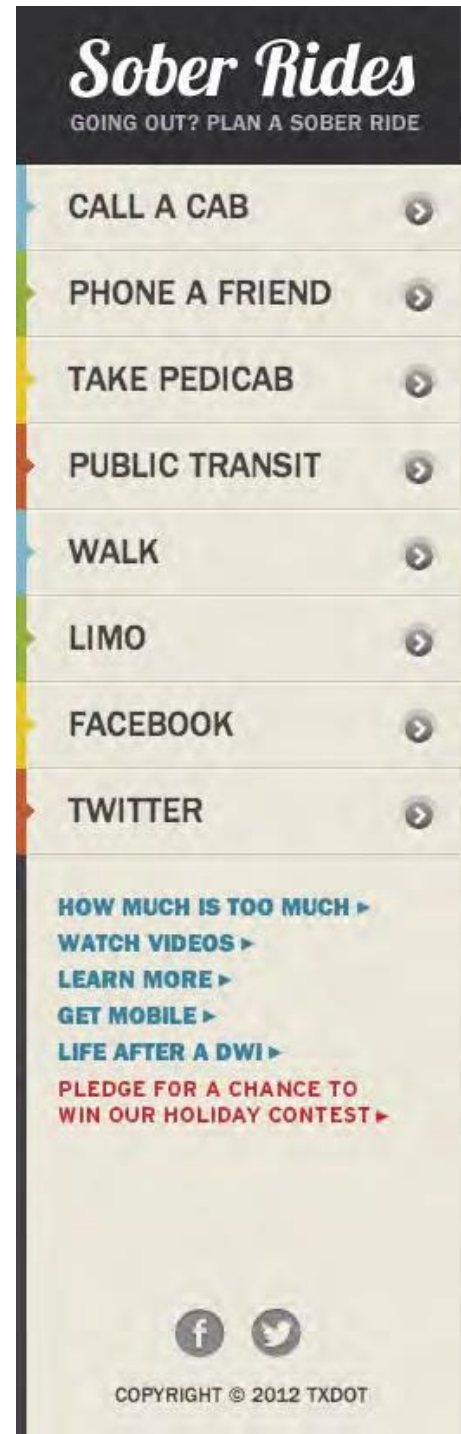 Sober Rides
GOING OUT? PLAN A SOBER RIDE
CALL A CAB
PHONE A FRIEND
TAKE PEDICAB
PUBLIC TRANSIT
WALK
LIMO
FACEBOOK
TWITTER
HOW MUCH IS TOO MUCH ►
WATCH VIDEOS ►
LEARN MORE ►
GET MOBILE ►
LIFE AFTER A DWI ►
PLEDGE FOR A CHANCE TO
WIN OUR HOLIDAY CONTEST ►
COPYRIGHT © 2012 TXDOT